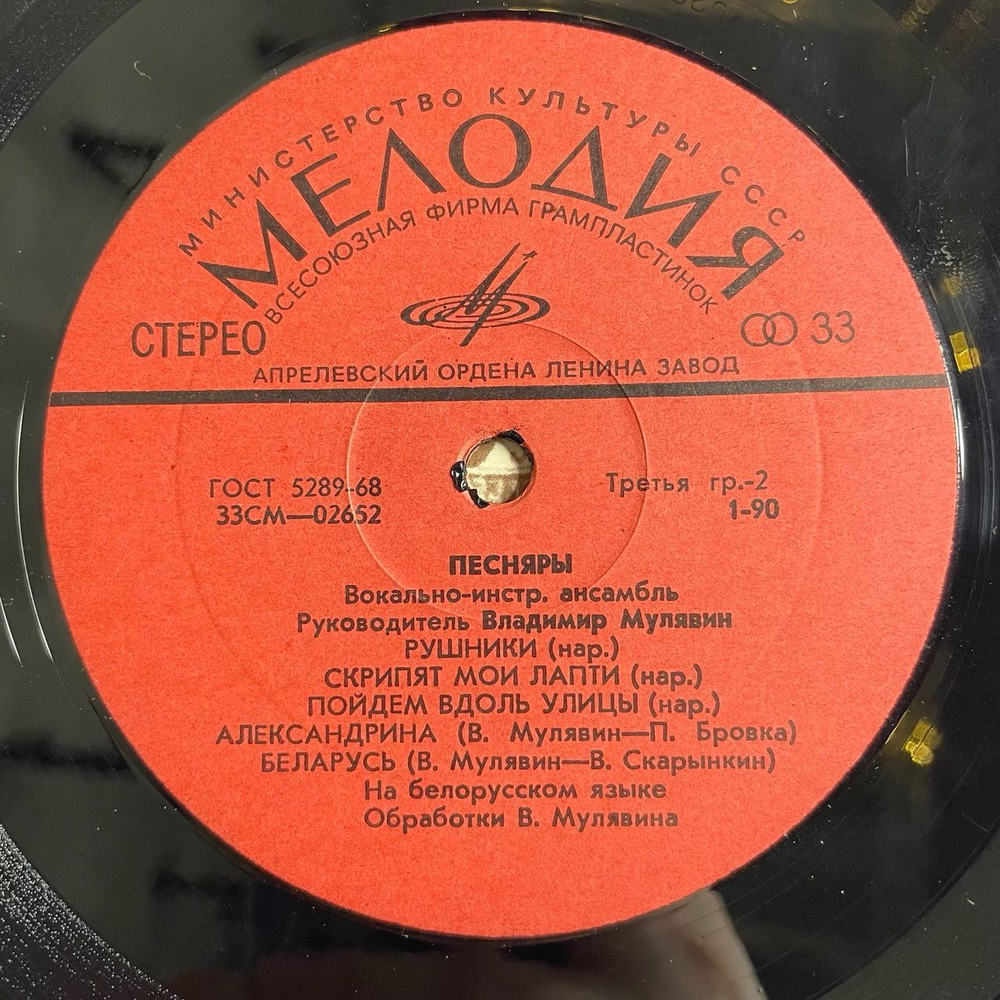 МИНИСТЕРСТВО КУЛЬТУРЫ СССР
МЕЛОДИЯ
ВСЕСОЮЗНАЯ ФИРМА ГРАМПЛАСТИНОК
СТЕРЕО
33
АПРЕЛЕВСКИЙ ОРДЕНА ЛЕНИНА ЗАВОД
ГОСТ 5289-68
33СМ—02652
Третья гр.-2
1-90
ПЕСНЯРЫ
Вокально-инстр. ансамбль
Руководитель Владимир Мулявин
РУШНИКИ (нар.)
СКРИПЯТ МОИ ЛАПТИ (нар.)
ПОЙДЕМ ВДОЛЬ УЛИЦЫ (нар.)
АЛЕКСАНДРИНА (В. Мулявин—П. Бровка)
БЕЛАРУСЬ (В. Мулявин—В. Скарынкин)
На белорусском языке
Обработки В. Мулявина